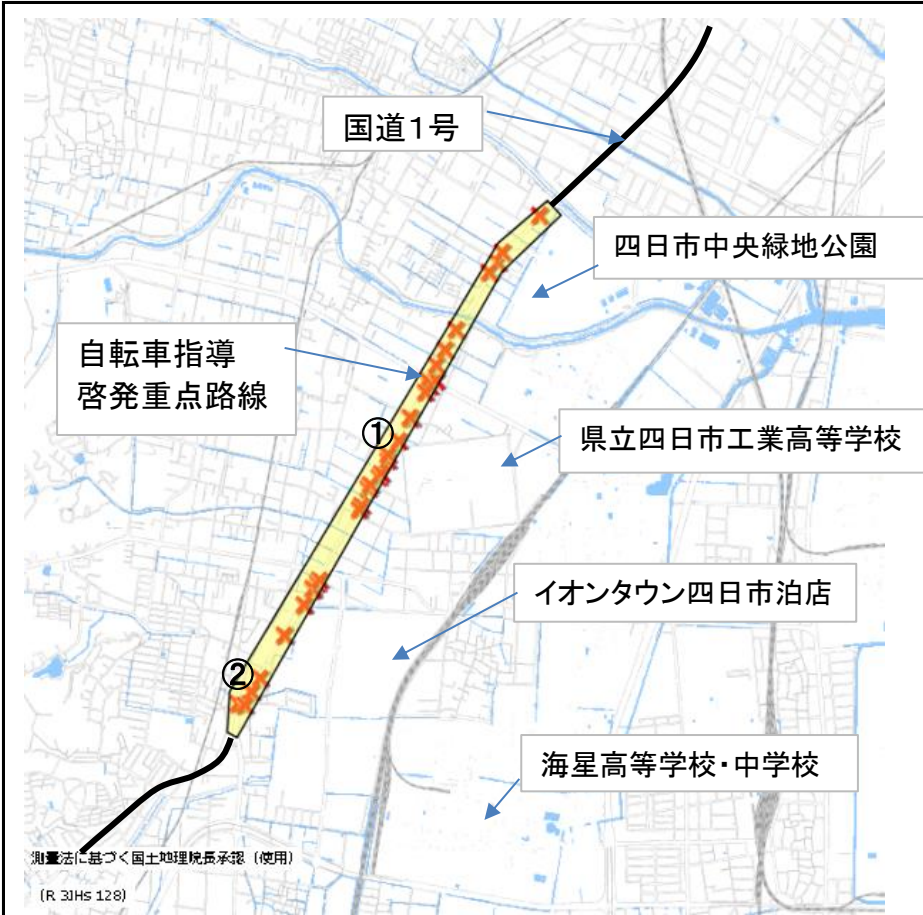 国道1号
四日市中央緑地公園
自転車指導
啓発重点路線
①
県立四日市工業高等学校
イオンタウン四日市泊店
②
海星高等学校・中学校
測量法に基づく国土地理院長承認（使用）
(R 3JHs 128)